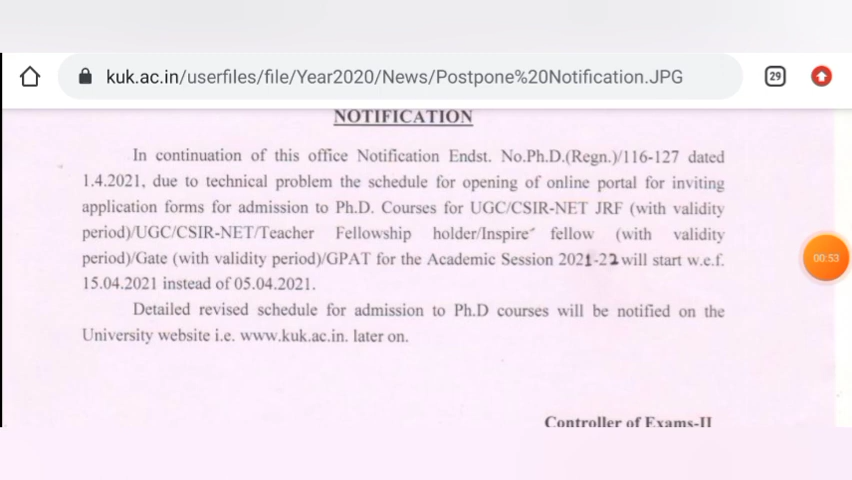 kuk.ac.in/userfiles/file/Year2020/News/Postpone%20Notification.JPG
29
NOTIFICATION
In continuation of this office Notification Endst. No.Ph.D.(Regn.)/116-127 dated
1.4.2021, due to technical problem the schedule for opening of online portal for inviting
application forms for admission to Ph.D. Courses for UGC/CSIR-NET JRF (with validity
period)/UGC/CSIR-NET/Teacher Fellowship holder/Inspire fellow (with validity
period)/Gate (with validity period)/GPAT for the Academic Session 2021-22 will start w.e.f.
15.04.2021 instead of 05.04.2021.
Detailed revised schedule for admission to Ph.D courses will be notified on the
University website i.e. www.kuk.ac.in. later on.
Controller of Exams-II
00:53